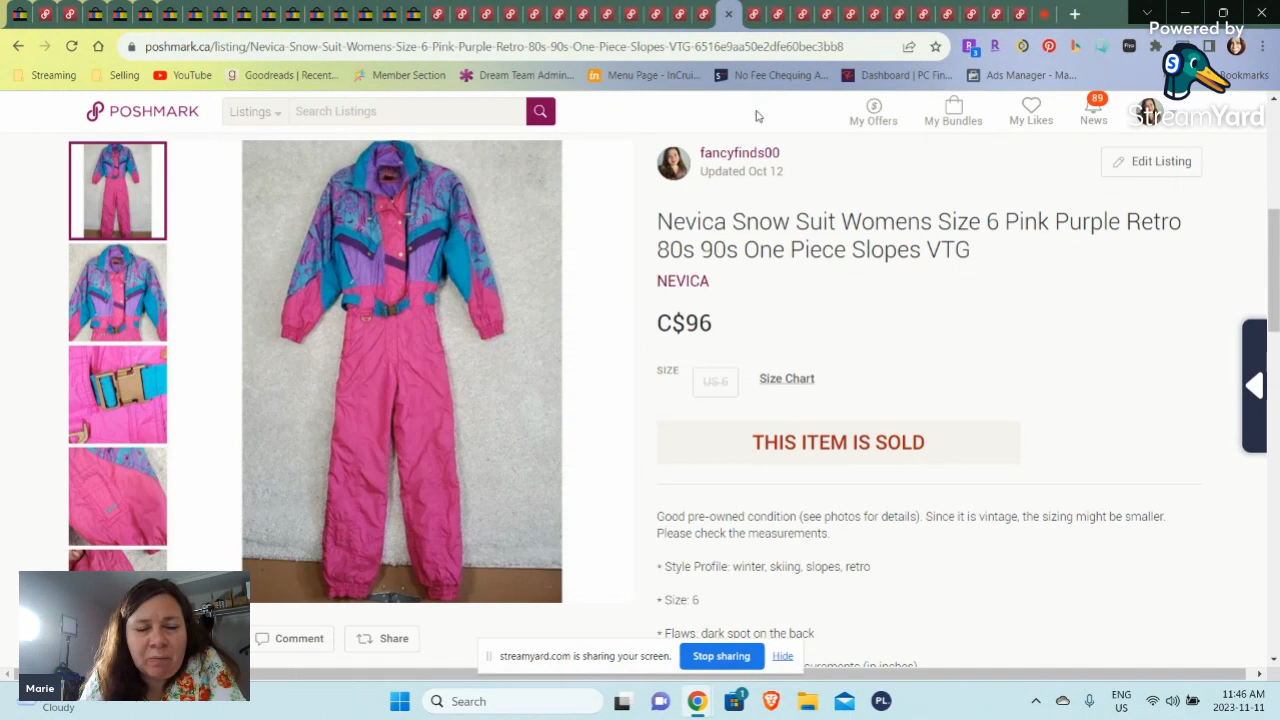 Powered by
StreamYard
poshmark.ca/listing/Nevica-Snow-Suit-Womens-Size-6-Pink-Purple-Retro-80s-90s-One-Piece-Slopes-VTG-6516e9aa50e2dfe60bec3bb8
Streaming
Selling
YouTube
Goodreads | Recent...
Member Section
Dream Team Admin...
Menu Page - InCrui...
No Fee Chequing A...
Dashboard | PC Fin...
Ads Manager - Ma...
Bookmarks
POSHMARK
Listings
Search Listings
My Offers
My Bundles
My Likes
89
News
fancyfinds00
Updated Oct 12
Edit Listing
Nevica Snow Suit Womens Size 6 Pink Purple Retro
80s 90s One Piece Slopes VTG
NEVICA
C$96
SIZE
US 6
Size Chart
THIS ITEM IS SOLD
Good pre-owned condition (see photos for details). Since it is vintage, the sizing might be smaller.
Please check the measurements.
* Style Profile: winter, skiing, slopes, retro
* Size: 6
* Flaws: dark spot on the back
Comment
Share
streamyard.com is sharing your screen.
Stop sharing
Hide
Marie
Cloudy
Search
1
PL
ENG
US
11:46 AM
2023-11-11